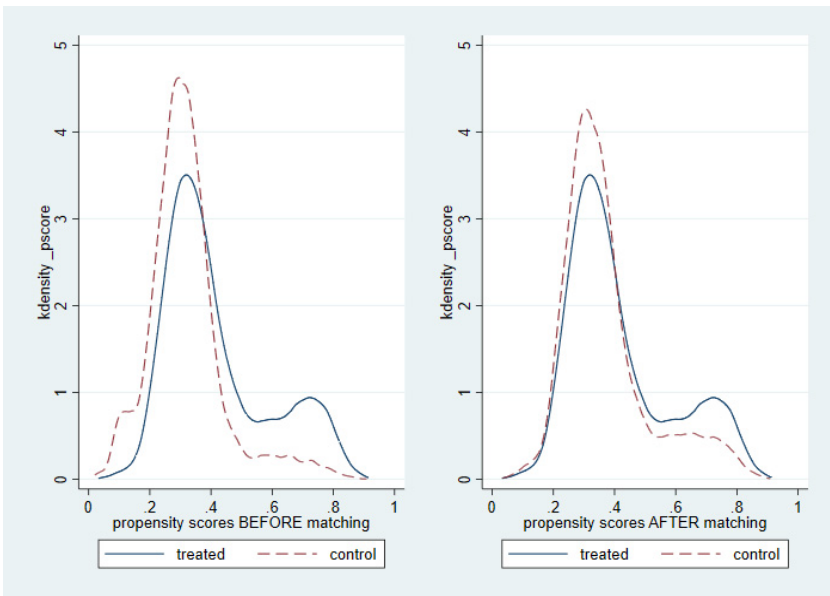 kdensity _pscore
5
4
3
2
1
0
0 .2 .4 .6 .8 1
propensity scores BEFORE matching
treated control
kdensity _pscore
5
4
3
2
1
0
0 .2 .4 .6 .8 1
propensity scores AFTER matching
treated control